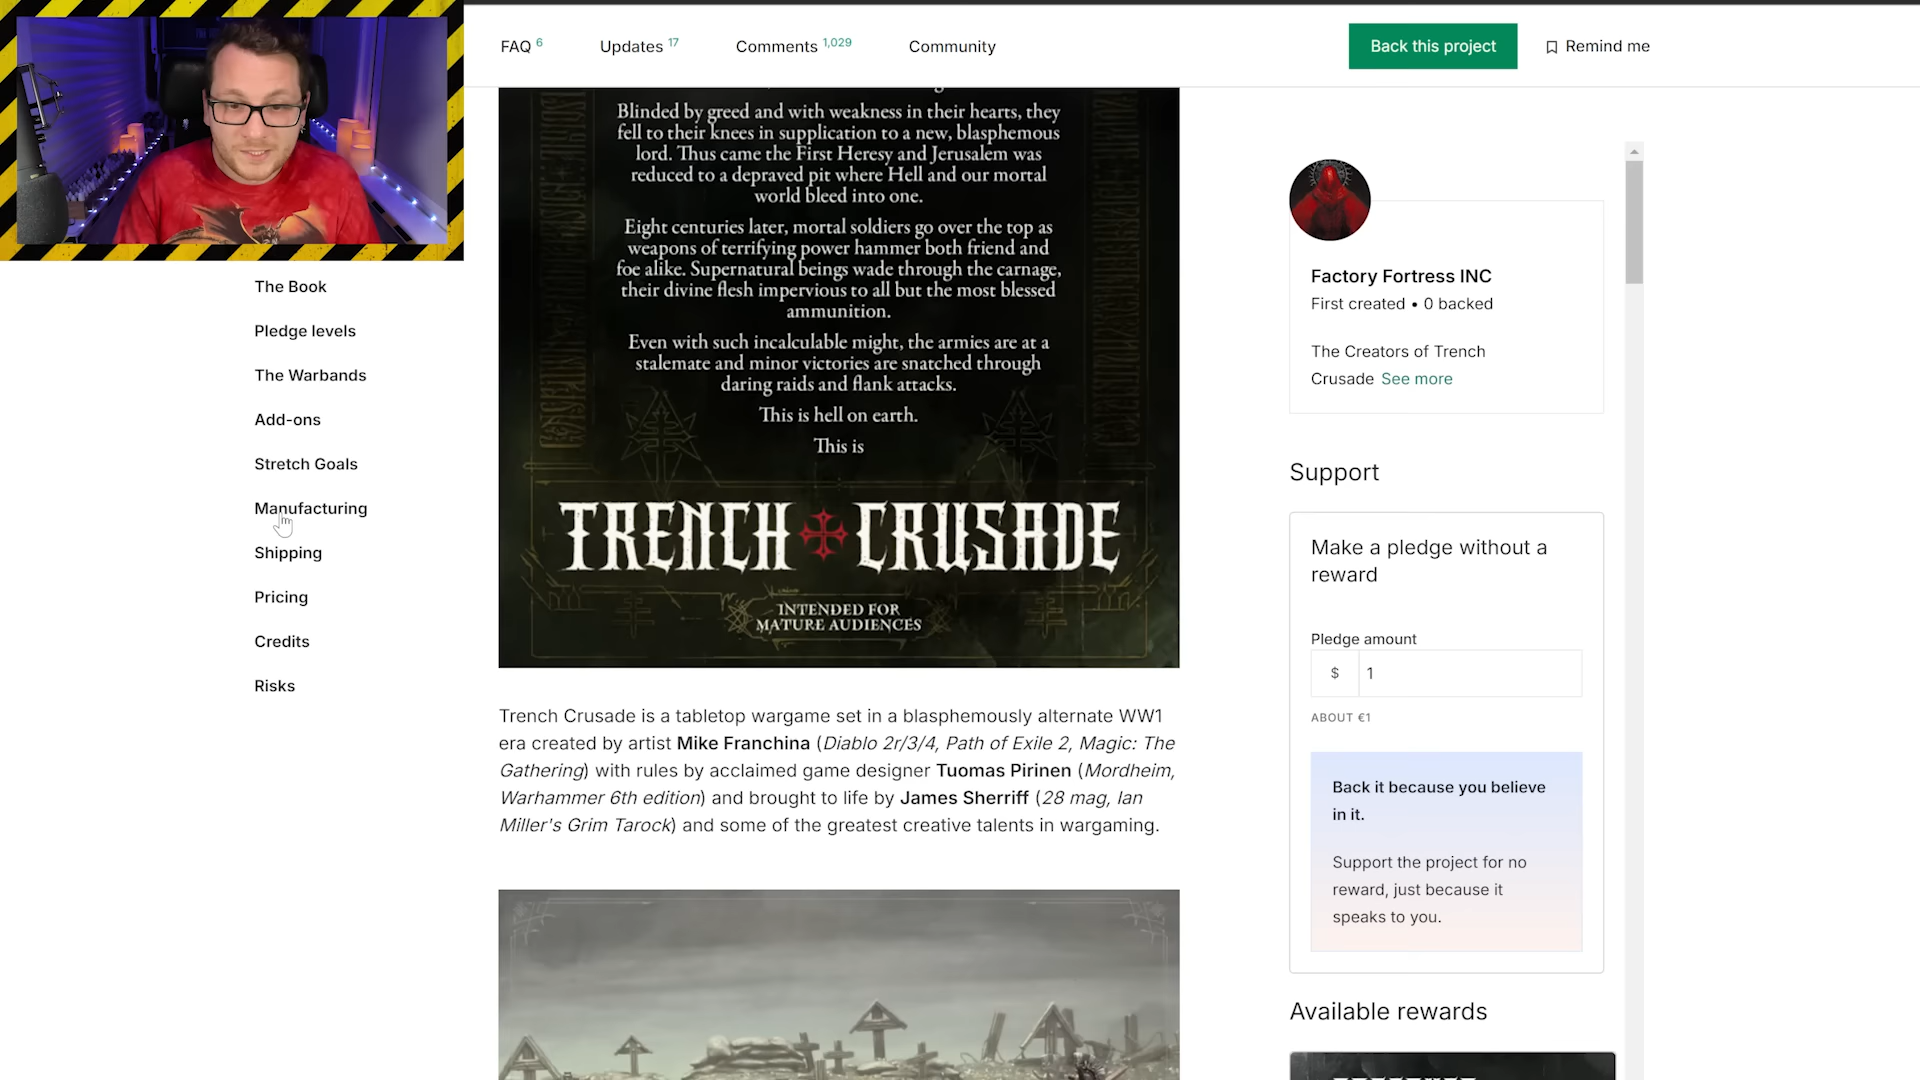 FAQ 6
Updates 17
Comments 1,029
Community
Back this project
Remind me
The Book
Pledge levels
The Warbands
Add-ons
Stretch Goals
Manufacturing
Shipping
Pricing
Credits
Risks
Blinded by greed and with weakness in their hearts, they
fell to their knees in supplication to a new, blasphemous
lord. Thus came the First Heresy and Jerusalem was
reduced to a depraved pit where Hell and our mortal
world bleed into one.
Eight centuries later, mortal soldiers go over the top as
weapons of terrifying power hammer both friend and
foe alike. Supernatural beings wade through the carnage,
their divine flesh impervious to all but the most blessed
ammunition.
Even with such incalculable might, the armies are at a
stalemate and minor victories are snatched through
daring raids and flank attacks.
This is hell on earth.
This is
TRENCH CRUSADE
INTENDED FOR
MATURE AUDIENCES
Trench Crusade is a tabletop wargame set in a blasphemously alternate WW1
era created by artist Mike Franchina (Diablo 2r/3/4, Path of Exile 2, Magic: The
Gathering) with rules by acclaimed game designer Tuomas Pirinen (Mordheim,
Warhammer 6th edition) and brought to life by James Sherriff (28 mag, Ian
Miller's Grim Tarock) and some of the greatest creative talents in wargaming.
Factory Fortress INC
First created • 0 backed
The Creators of Trench
Crusade See more
Support
Make a pledge without a
reward
Pledge amount
$ 1
ABOUT €1
Back it because you believe
in it.
Support the project for no
reward, just because it
speaks to you.
Available rewards